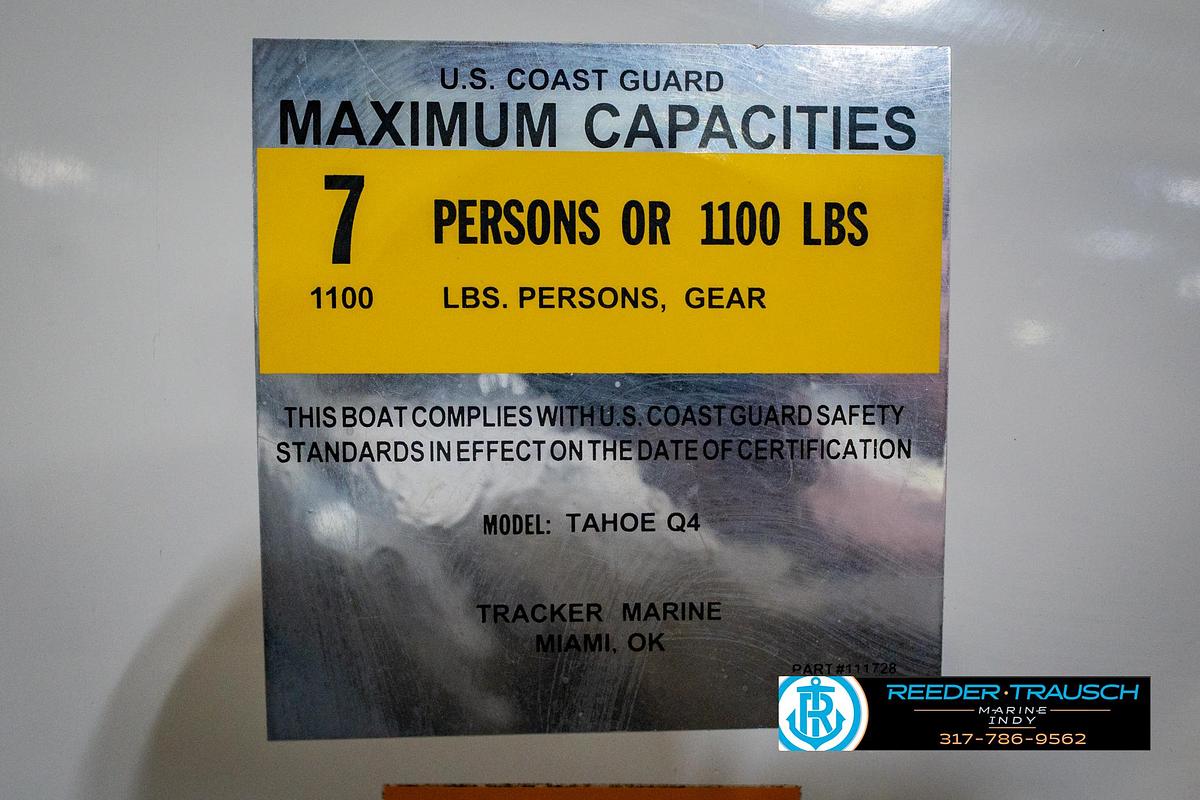 U.S. COAST GUARD
MAXIMUM CAPACITIES
7 PERSONS OR 1100 LBS
1100 LBS. PERSONS, GEAR
THIS BOAT COMPLIES WITH U.S. COAST GUARD SAFETY
STANDARDS IN EFFECT ON THE DATE OF CERTIFICATION
MODEL: TAHOE Q4
TRACKER MARINE
MIAMI, OK
PART#111728
REEDER·TRAUSCH
MARINE
INDY
317-786-9562